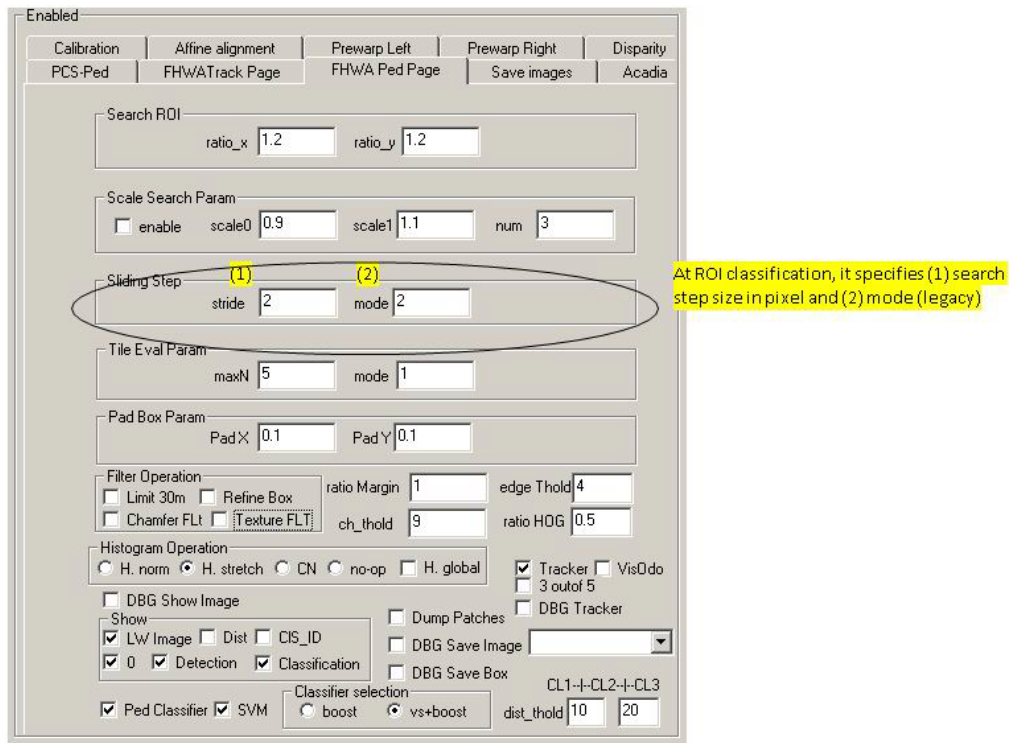 Enabled
Calibration Affine alignment Prewarp Left Prewarp Right Disparity
PCS-Ped FHWATrack Page FHWA Ped Page Save images Acadia
Search ROI
ratio_x 1.2 ratio_y 1.2
Scale Search Param
enable scale0 0.9 scale1 1.1 num 3
(1) (2)
Sliding Step
stride 2 mode 2
At ROI classification, it specifies (1) search
step size in pixel and (2) mode (legacy)
Tile Eval Param
maxN 5 mode 1
Pad Box Param
Pad X 0.1 Pad Y 0.1
Filter Operation
Limit 30m Refine Box
Chamfer FLt Texture FLT
ratio Margin 1 edge Thold 4
ch_thold 9 ratio HOG 0.5
Histogram Operation
H. norm H. stretch CN no-op H. global
Tracker VisOdo
3 outof 5
DBG Tracker
DBG Show Image
Show
LW Image Dist CIS_ID
0 Detection Classification
Dump Patches
DBG Save Image
DBG Save Box
Ped Classifier SVM
Classifier selection
boost vs+boost
CL1--|--CL2--|--CL3
dist_thold 10 20